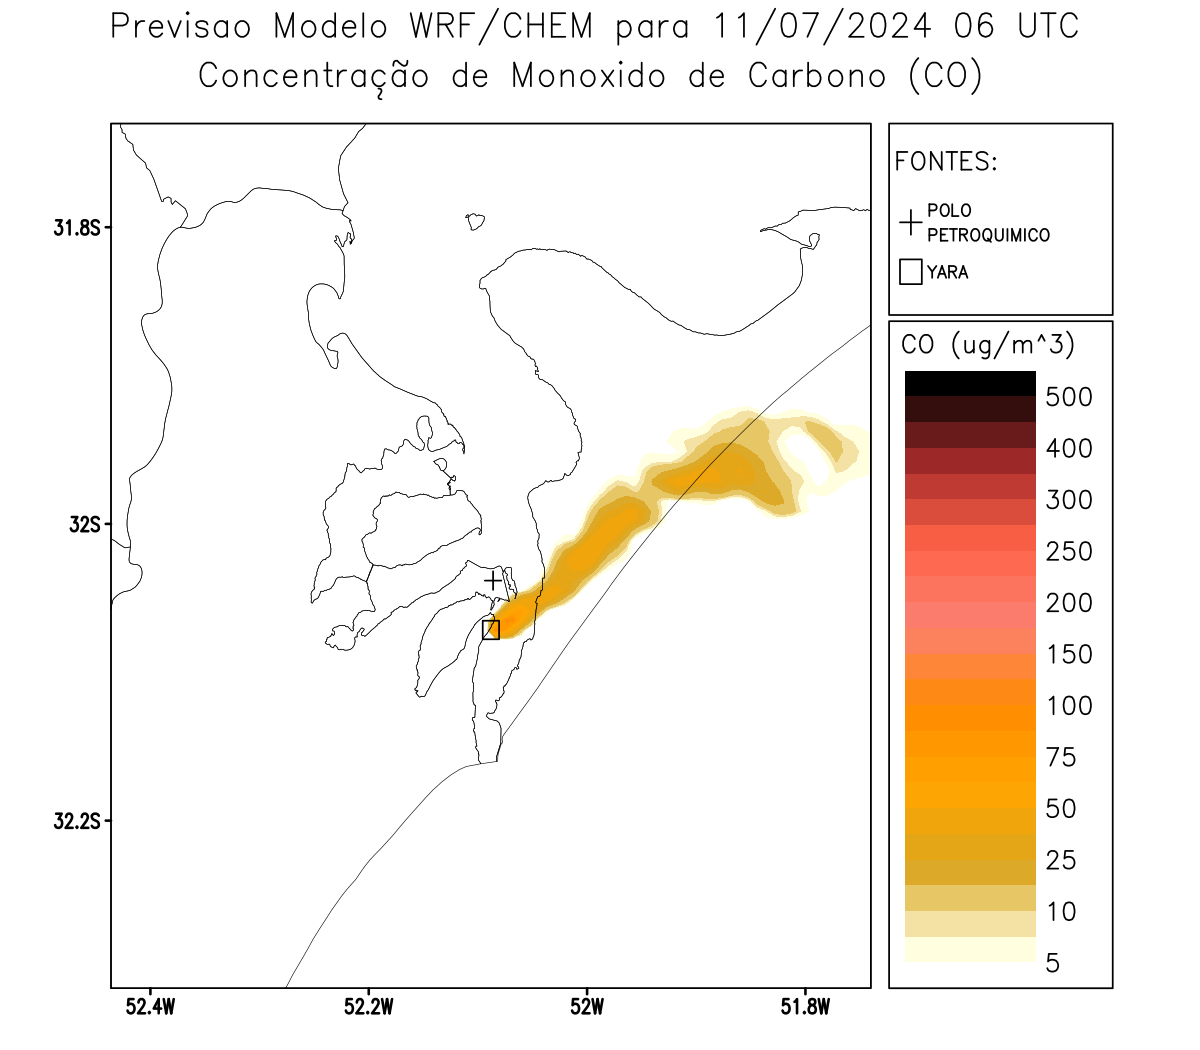 Previsao Modelo WRF/CHEM para 11/07/2024 06 UTC
Concentração de Monoxido de Carbono (CO)
FONTES:
POLO
PETROQUIMICO
YARA
CO (ug/m^3)
500
400
300
250
200
150
100
75
50
25
10
5
31.8S
32S
32.2S
52.4W
52.2W
52W
51.8W